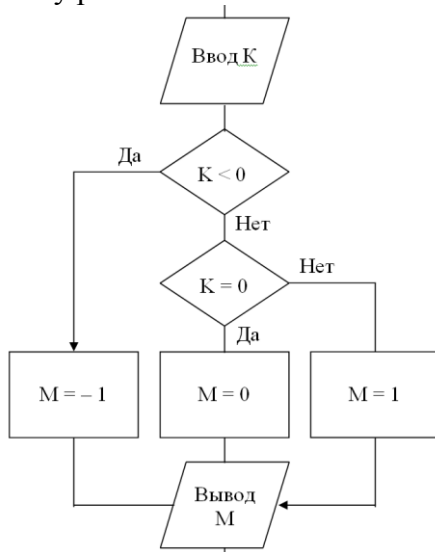 Ввод К
Да
K < 0
Нет
K = 0
Нет
Да
M = – 1
M = 0
M = 1
Вывод
М